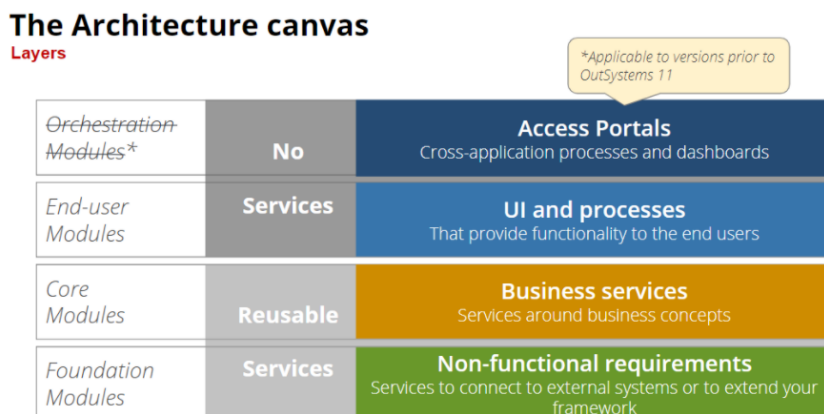 The Architecture canvas
Layers
*Applicable to versions prior to
OutSystems 11
Orchestration
Modules*
No
Access Portals
Cross-application processes and dashboards
End-user
Modules
Services
UI and processes
That provide functionality to the end users
Core
Modules
Reusable
Business services
Services around business concepts
Foundation
Modules
Services
Non-functional requirements
Services to connect to external systems or to extend your
framework